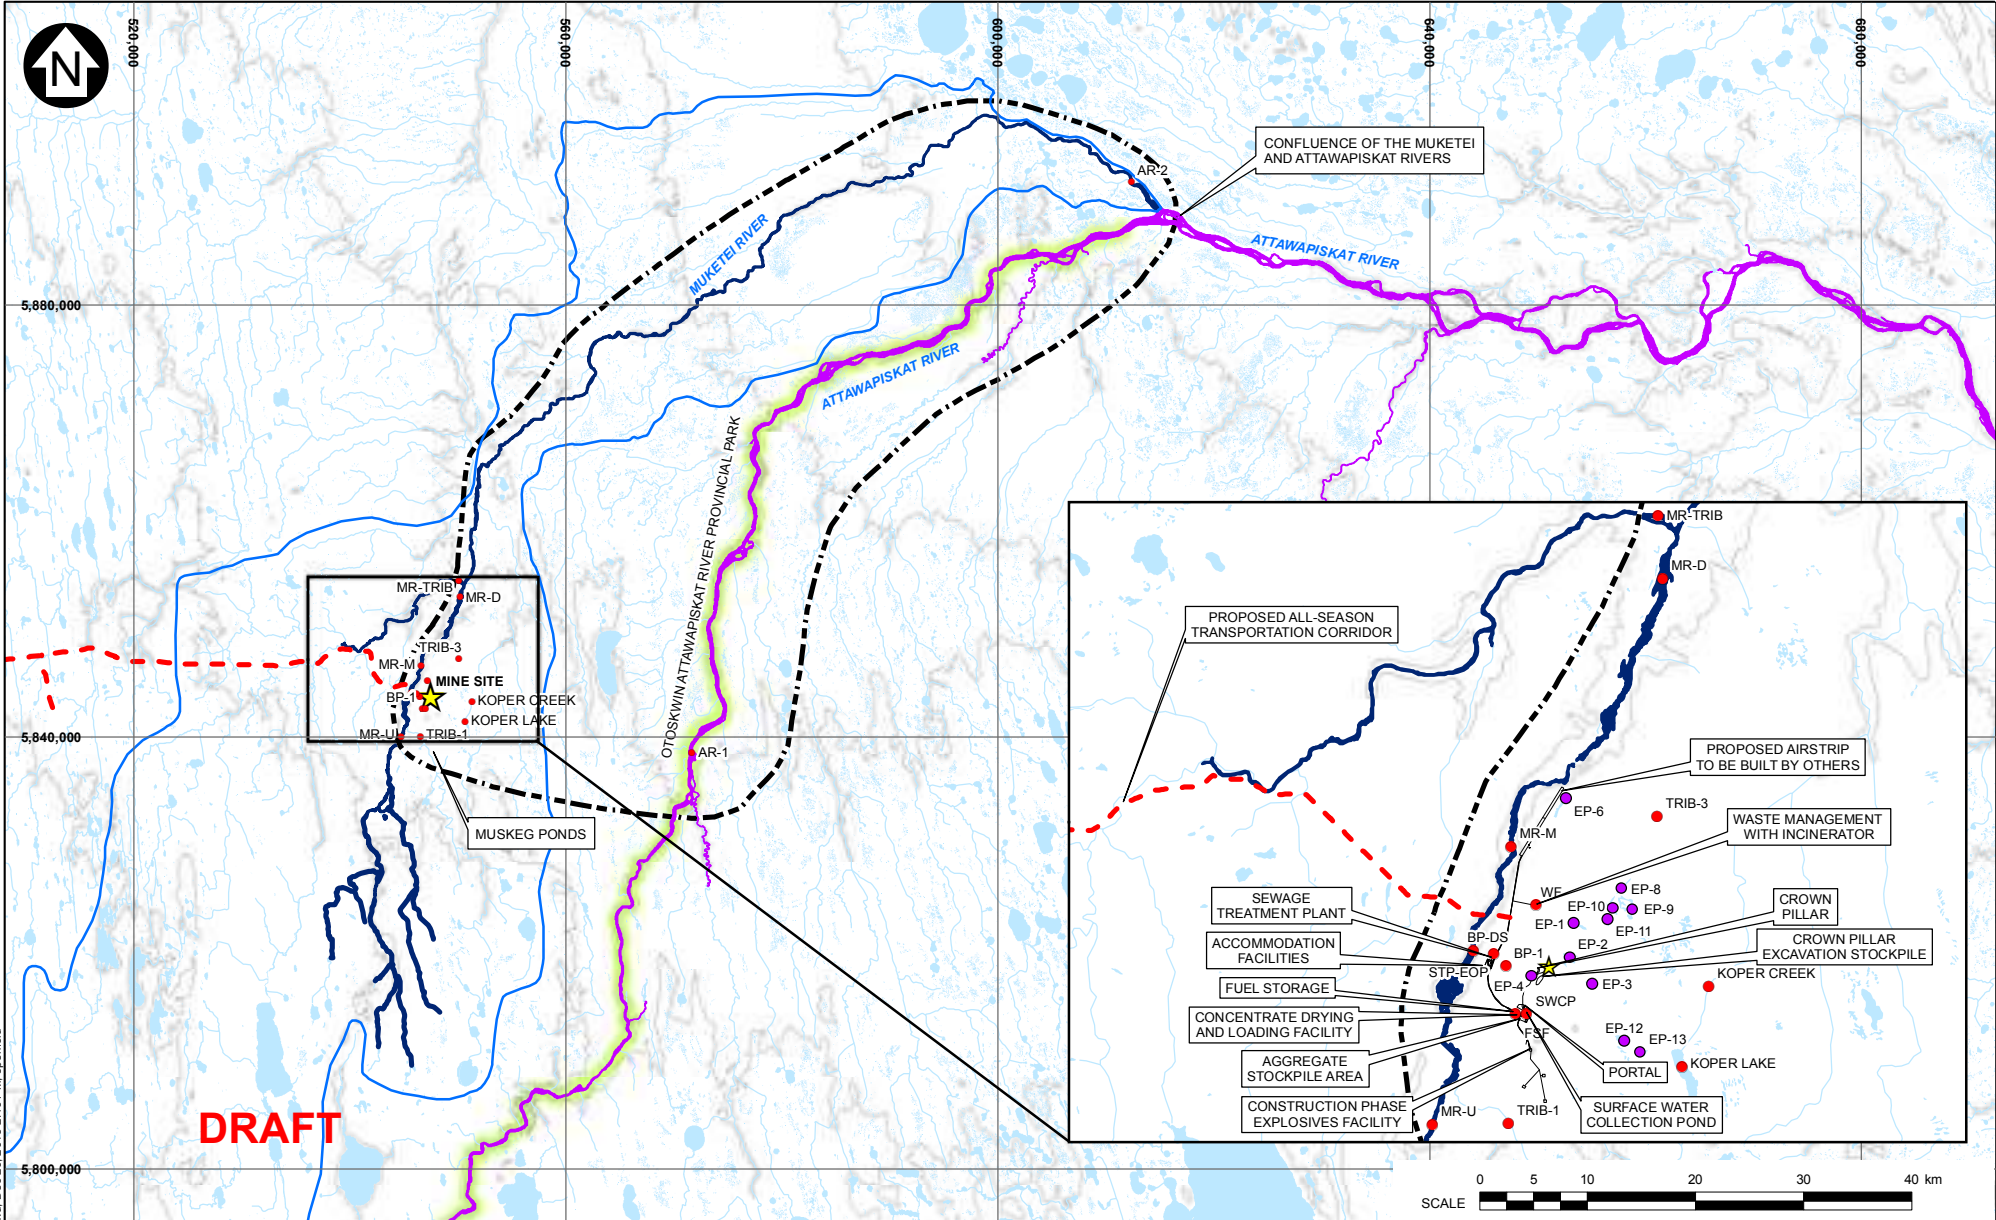 N
520,000
560,000
600,000
640,000
680,000
CONFLUENCE OF THE MUKETEI
AND ATTAWAPISKAT RIVERS
AR-2
MUKETEI RIVER
ATTAWAPISKAT RIVER
5,880,000
ATTAWAPISKAT RIVER
OTOSKWIN ATTAWAPISKAT RIVER PROVINCIAL PARK
MR-TRIB
MR-D
TRIB-3
MR-M
MINE SITE
BP-1
KOPER CREEK
KOPER LAKE
MR-U
TRIB-1
5,840,000
AR-1
MUSKEG PONDS
MR-TRIB
MR-D
PROPOSED ALL-SEASON
TRANSPORTATION CORRIDOR
PROPOSED AIRSTRIP
TO BE BUILT BY OTHERS
EP-6
TRIB-3
MR-M
WASTE MANAGEMENT
WITH INCINERATOR
WF
EP-8
EP-10
EP-9
EP-1
EP-11
SEWAGE
TREATMENT PLANT
CROWN
PILLAR
BP-DS
ACCOMMODATION
FACILITIES
BP-1
EP-2
CROWN PILLAR
EXCAVATION STOCKPILE
STP-EOP
KOPER CREEK
FUEL STORAGE
EP-4
EP-3
SWCP
CONCENTRATE DRYING
AND LOADING FACILITY
FSF
EP-12
EP-13
AGGREGATE
STOCKPILE AREA
PORTAL
KOPER LAKE
CONSTRUCTION PHASE
EXPLOSIVES FACILITY
MR-U
TRIB-1
SURFACE WATER
COLLECTION POND
DRAFT
5,800,000
SCALE
0 5 10 20 30 40 km